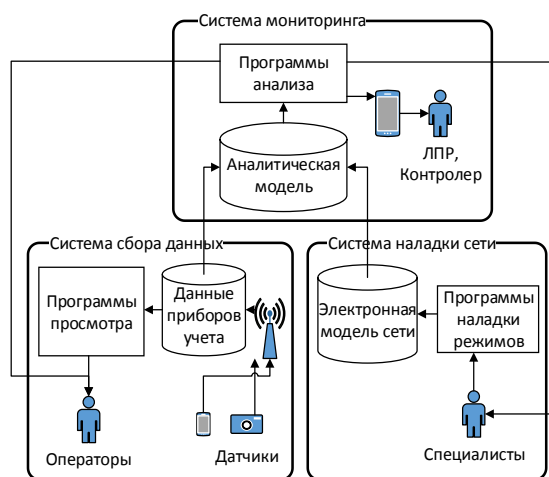 Система мониторинга
Программы
анализа
Аналитическая
модель
ЛПР,
Контролер
Система сбора данных
Программы
просмотра
Данные
приборов
учета
Операторы
Датчики
Система наладки сети
Электронная
модель сети
Программы
наладки
режимов
Специалисты